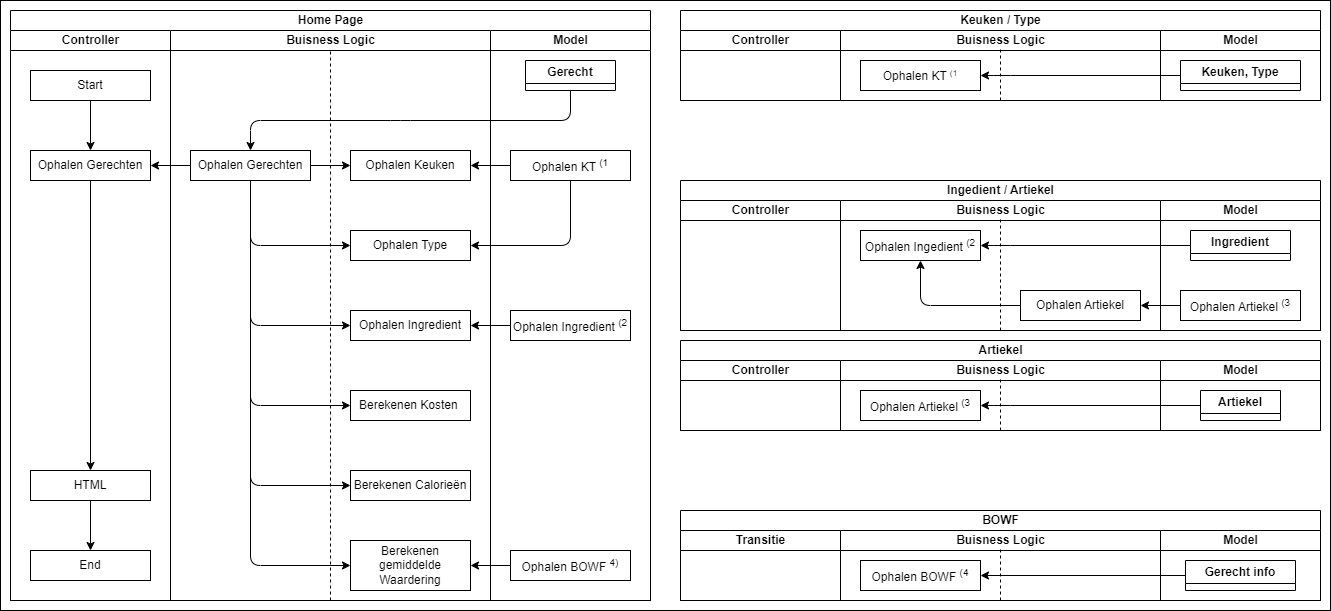 Home Page
Controller
Buisness Logic
Model
Gerecht
Start
Ophalen Gerechten
Ophalen Gerechten
Ophalen Keuken
Ophalen KT (1
Ophalen Type
Ophalen Ingredient
Ophalen Ingredient (2
Berekenen Kosten
HTML
Berekenen Calorieën
End
Berekenen
gemiddelde
Waardering
Ophalen BOWF 4)
Keuken / Type
Controller
Buisness Logic
Model
Ophalen KT (1
Keuken, Type
Ingedient / Artiekel
Controller
Buisness Logic
Model
Ophalen Ingedient (2
Ingredient
Ophalen Artiekel
Ophalen Artiekel (3
Artiekel
Controller
Buisness Logic
Model
Ophalen Artiekel (3
Artiekel
BOWF
Transitie
Buisness Logic
Model
Ophalen BOWF (4
Gerecht info